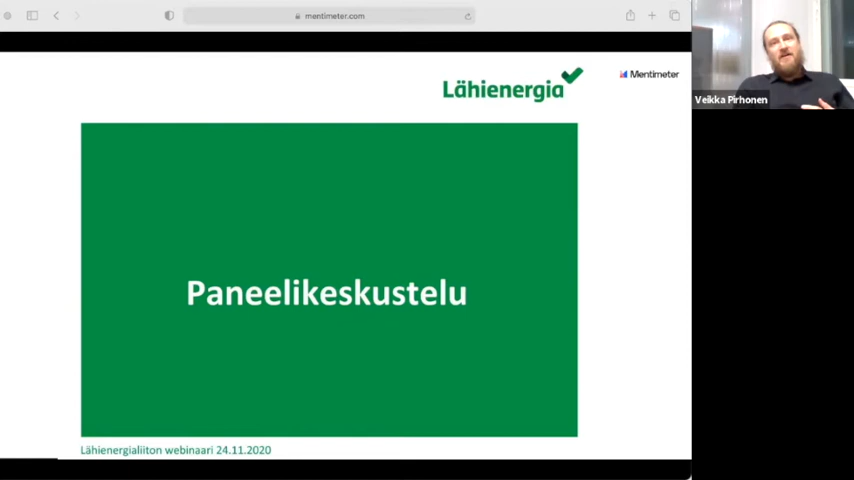 mentimeter.com
Lähienergia
Mentimeter
Veikka Pirhonen
Paneelikeskustelu
Lähienergialiiton webinaari 24.11.2020